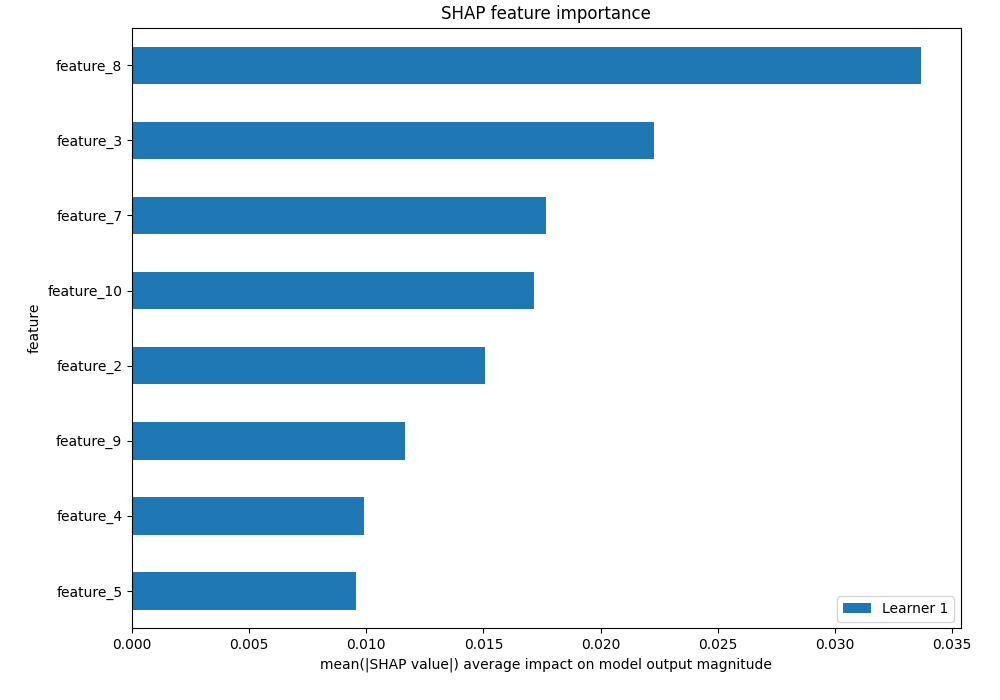 SHAP feature importance
feature_8
feature_3
feature_7
feature_10
feature_2
feature_9
feature_4
feature_5
feature
Learner 1
0.000 0.005 0.010 0.015 0.020 0.025 0.030 0.035
mean(|SHAP value|) average impact on model output magnitude